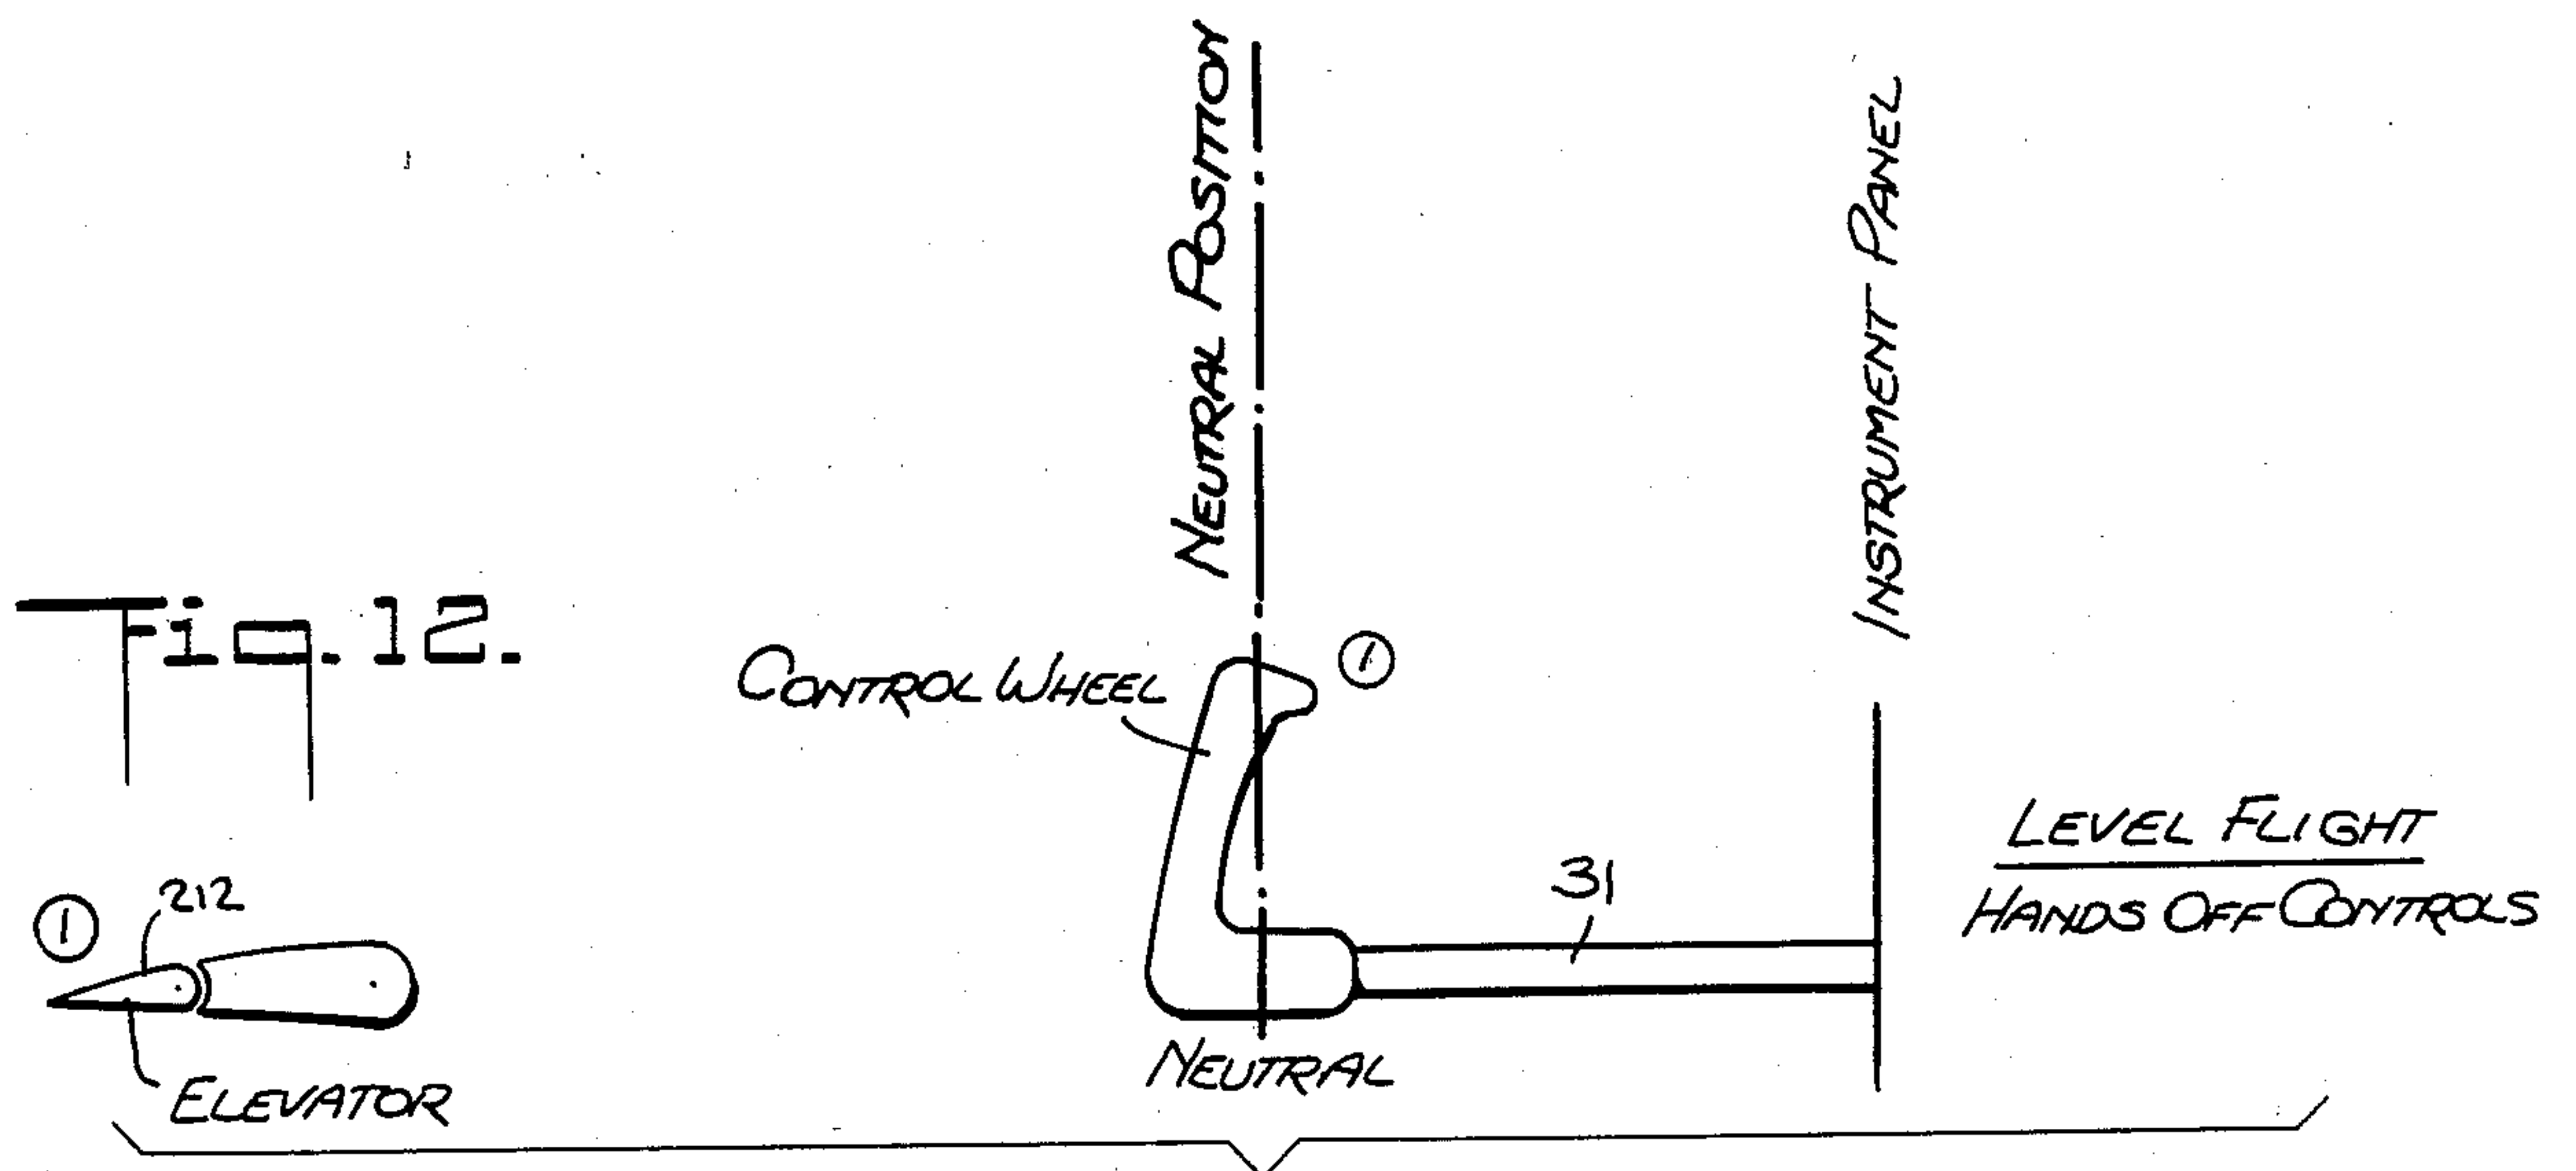 NEUTRAL POSITION
INSTRUMENT PANEL
Fig. 12.
CONTROL WHEEL
1
LEVEL FLIGHT
HANDS OFF CONTROLS
31
1
212
NEUTRAL
ELEVATOR